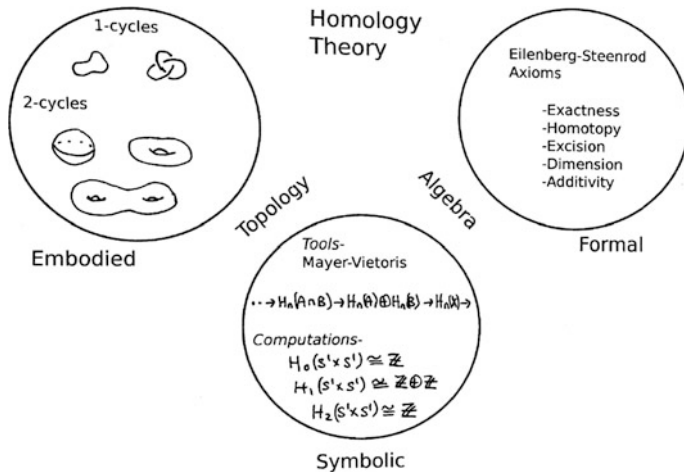 Homology
Theory
1-cycles
2-cycles
Embodied
Topology
Algebra
Eilenberg-Steenrod
Axioms
-Exactness
-Homotopy
-Excision
-Dimension
-Additivity
Formal
Tools-
Mayer-Vietoris
⋯→Hₙ(A∩B)→Hₙ(A)⊕Hₙ(B)→Hₙ(X)→
Computations-
H₀(S¹×S¹)≅ℤ
H₁(S¹×S¹)≅ℤ⊕ℤ
H₂(S¹×S¹)≅ℤ
Symbolic